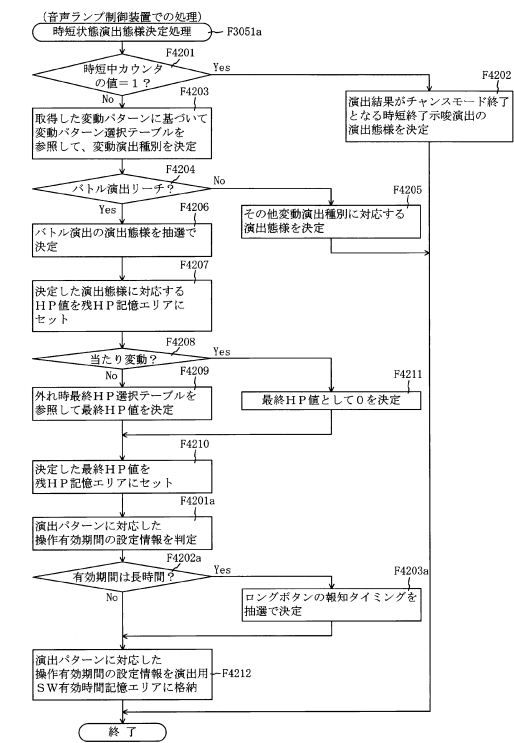 (音声ランプ制御装置での処理)
時短状態演出態様決定処理
F3051a
F4201
時短中カウンタ
の値＝１？
Yes
No
F4202
演出結果がチャンスモード終了
となる時短終了示唆演出の
演出態様を決定
F4203
取得した変動パターンに基づいて
変動パターン選択テーブルを
参照して、変動演出種別を決定
F4204
バトル演出リーチ？
No
Yes
F4205
その他変動演出種別に対応する
演出態様を決定
F4206
バトル演出の演出態様を抽選で
決定
F4207
決定した演出態様に対応する
ＨＰ値を残ＨＰ記憶エリアに
セット
F4208
当たり変動？
Yes
No
F4209
外れ時最終ＨＰ選択テーブルを
参照して最終ＨＰ値を決定
F4211
最終ＨＰ値として０を決定
F4210
決定した最終ＨＰ値を
残ＨＰ記憶エリアにセット
F4201a
演出パターンに対応した
操作有効期間の設定情報を判定
F4202a
有効期間は長時間？
Yes
No
F4203a
ロングボタンの報知タイミングを
抽選で決定
演出パターンに対応した
操作有効期間の設定情報を演出用
ＳＷ有効時間記憶エリアに格納
F4212
終了